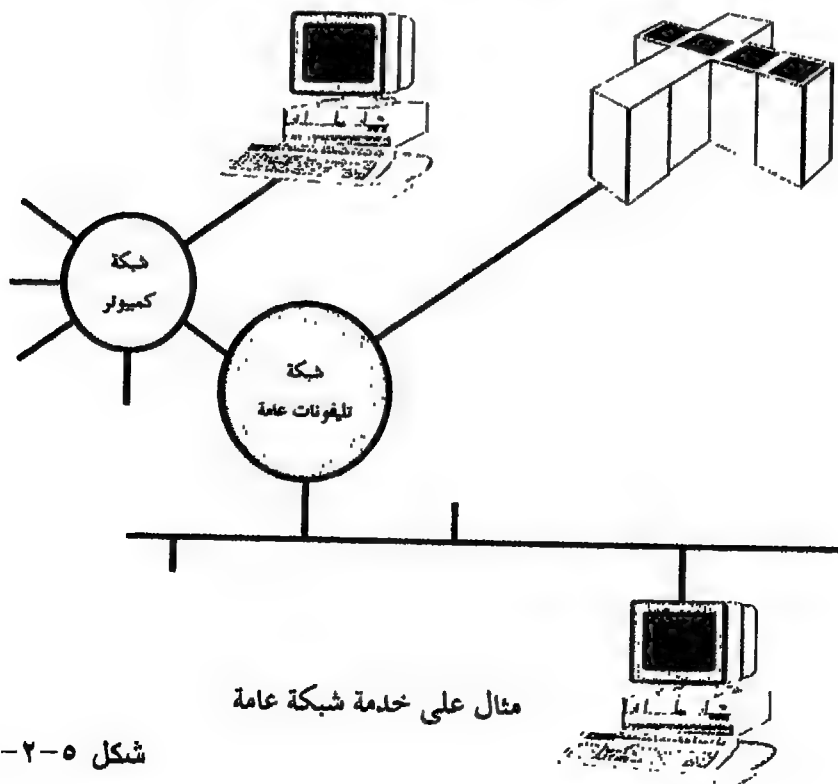 شبكة
كمبيوتر
شبكة
تليفونات عامة
مثال على خدمة شبكة عامة
شكل ٥-٢-